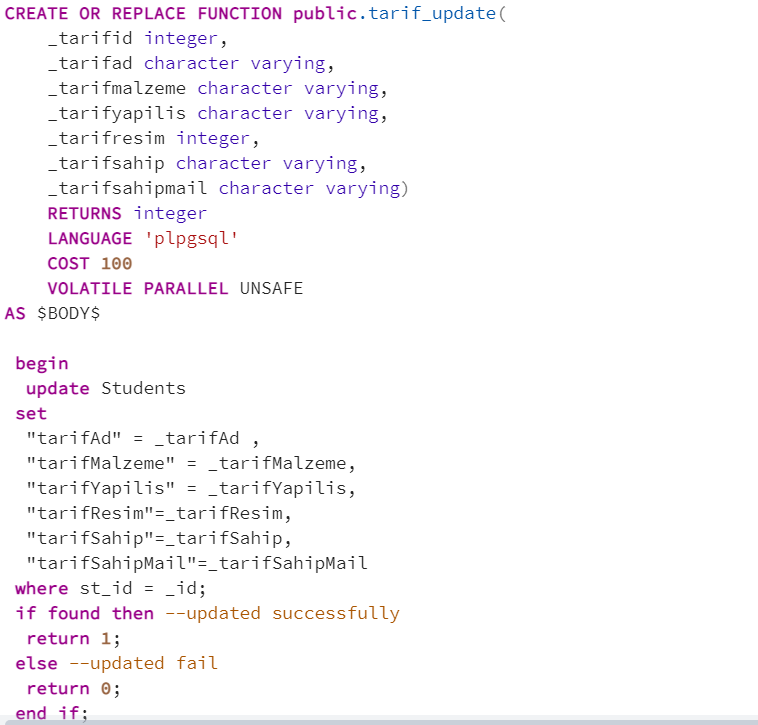 CREATE OR REPLACE FUNCTION public.tarif_update(
    _tarifid integer,
    _tarifad character varying,
    _tarifmalzeme character varying,
    _tarifyapilis character varying,
    _tarifresim integer,
    _tarifsahip character varying,
    _tarifsahipmail character varying)
    RETURNS integer
    LANGUAGE 'plpgsql'
    COST 100
    VOLATILE PARALLEL UNSAFE
AS $BODY$

 begin
  update Students
 set
  "tarifAd" = _tarifAd ,
  "tarifMalzeme" = _tarifMalzeme,
  "tarifYapilis" = _tarifYapilis,
  "tarifResim"=_tarifResim,
  "tarifSahip"=_tarifSahip,
  "tarifSahipMail"=_tarifSahipMail
 where st_id = _id;
 if found then --updated successfully
  return 1;
 else --updated fail
  return 0;
 end if;